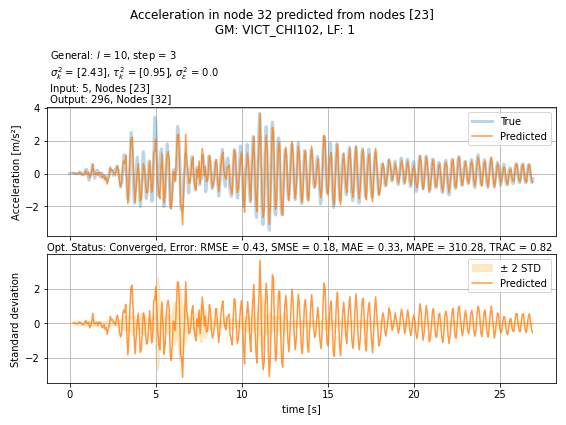 Acceleration in node 32 predicted from nodes [23]
GM: VICT_CHI102, LF: 1
General: l = 10, step = 3
σ²ₖ = [2.43], τ²ₖ = [0.95], σ²ε = 0.0
Input: 5, Nodes [23]
Output: 296, Nodes [32]
Acceleration [m/s²]
4
2
0
−2
True
Predicted
Opt. Status: Converged, Error: RMSE = 0.43, SMSE = 0.18, MAE = 0.33, MAPE = 310.28, TRAC = 0.82
Standard deviation
2
0
−2
± 2 STD
Predicted
0 5 10 15 20 25
time [s]